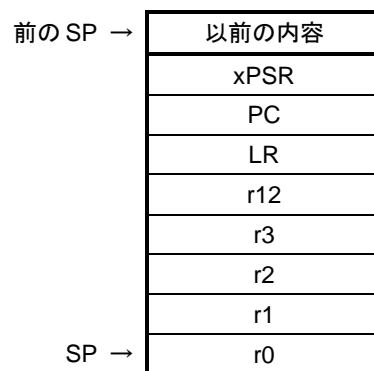 前の SP → 以前の内容
xPSR
PC
LR
r12
r3
r2
r1
SP → r0